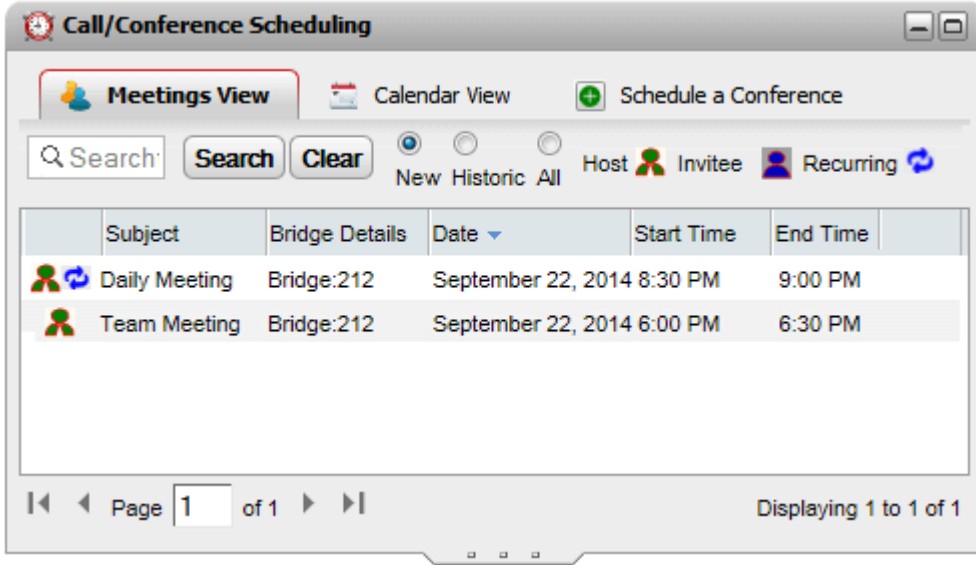 Call/Conference Scheduling
Meetings View Calendar View Schedule a Conference
Search Search Clear New Historic All Host Invitee Recurring
Subject Bridge Details Date Start Time End Time
Daily Meeting Bridge:212 September 22, 2014 8:30 PM 9:00 PM
Team Meeting Bridge:212 September 22, 2014 6:00 PM 6:30 PM
Page 1 of 1 Displaying 1 to 1 of 1